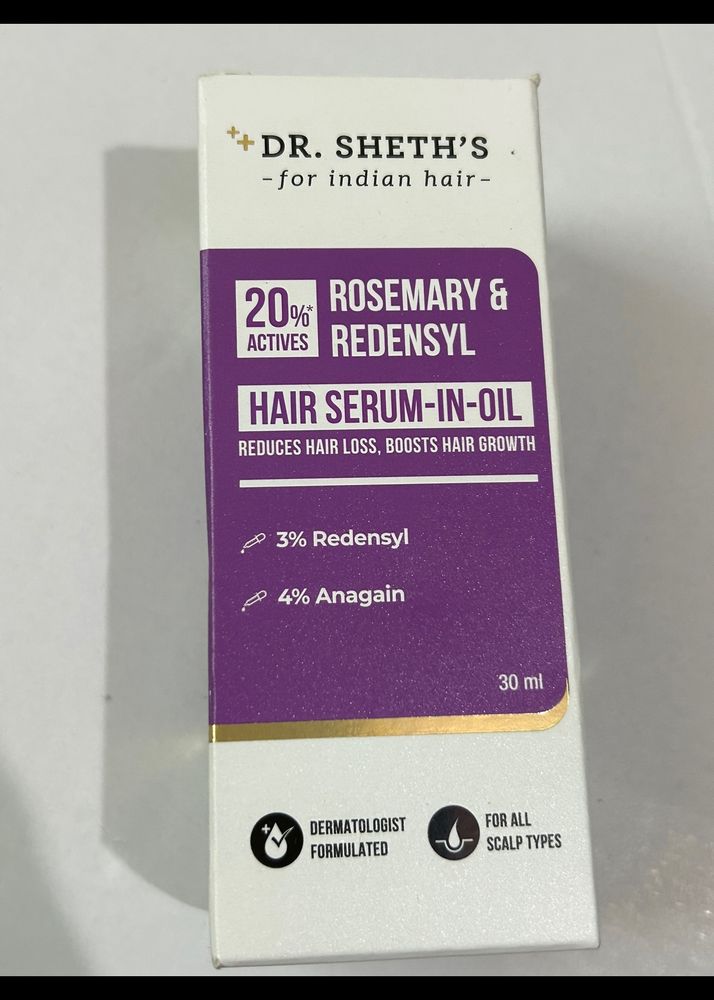 DR. SHETH'S
-for indian hair-
20%* ACTIVES
ROSEMARY &
REDENSYL
HAIR SERUM-IN-OIL
REDUCES HAIR LOSS, BOOSTS HAIR GROWTH
3% Redensyl
4% Anagain
30 ml
DERMATOLOGIST
FORMULATED
FOR ALL
SCALP TYPES